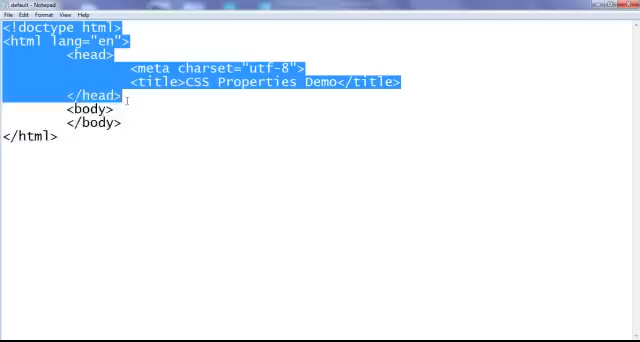 default - Notepad
File Edit Format View Help
<!doctype html>
<html lang="en">
<head>
<meta charset="utf-8">
<title>CSS Properties Demo</title>
</head>
<body>
</body>
</html>